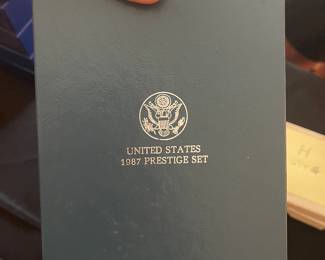 UNITED STATES
1987 PRESTIGE SET
H